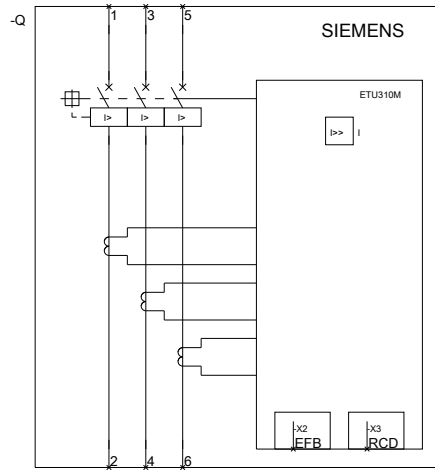 -Q
1 3 5
SIEMENS
ETU310M
I>> I
I> I> I>
-X2
EFB
-X3
RCD
2 4 6